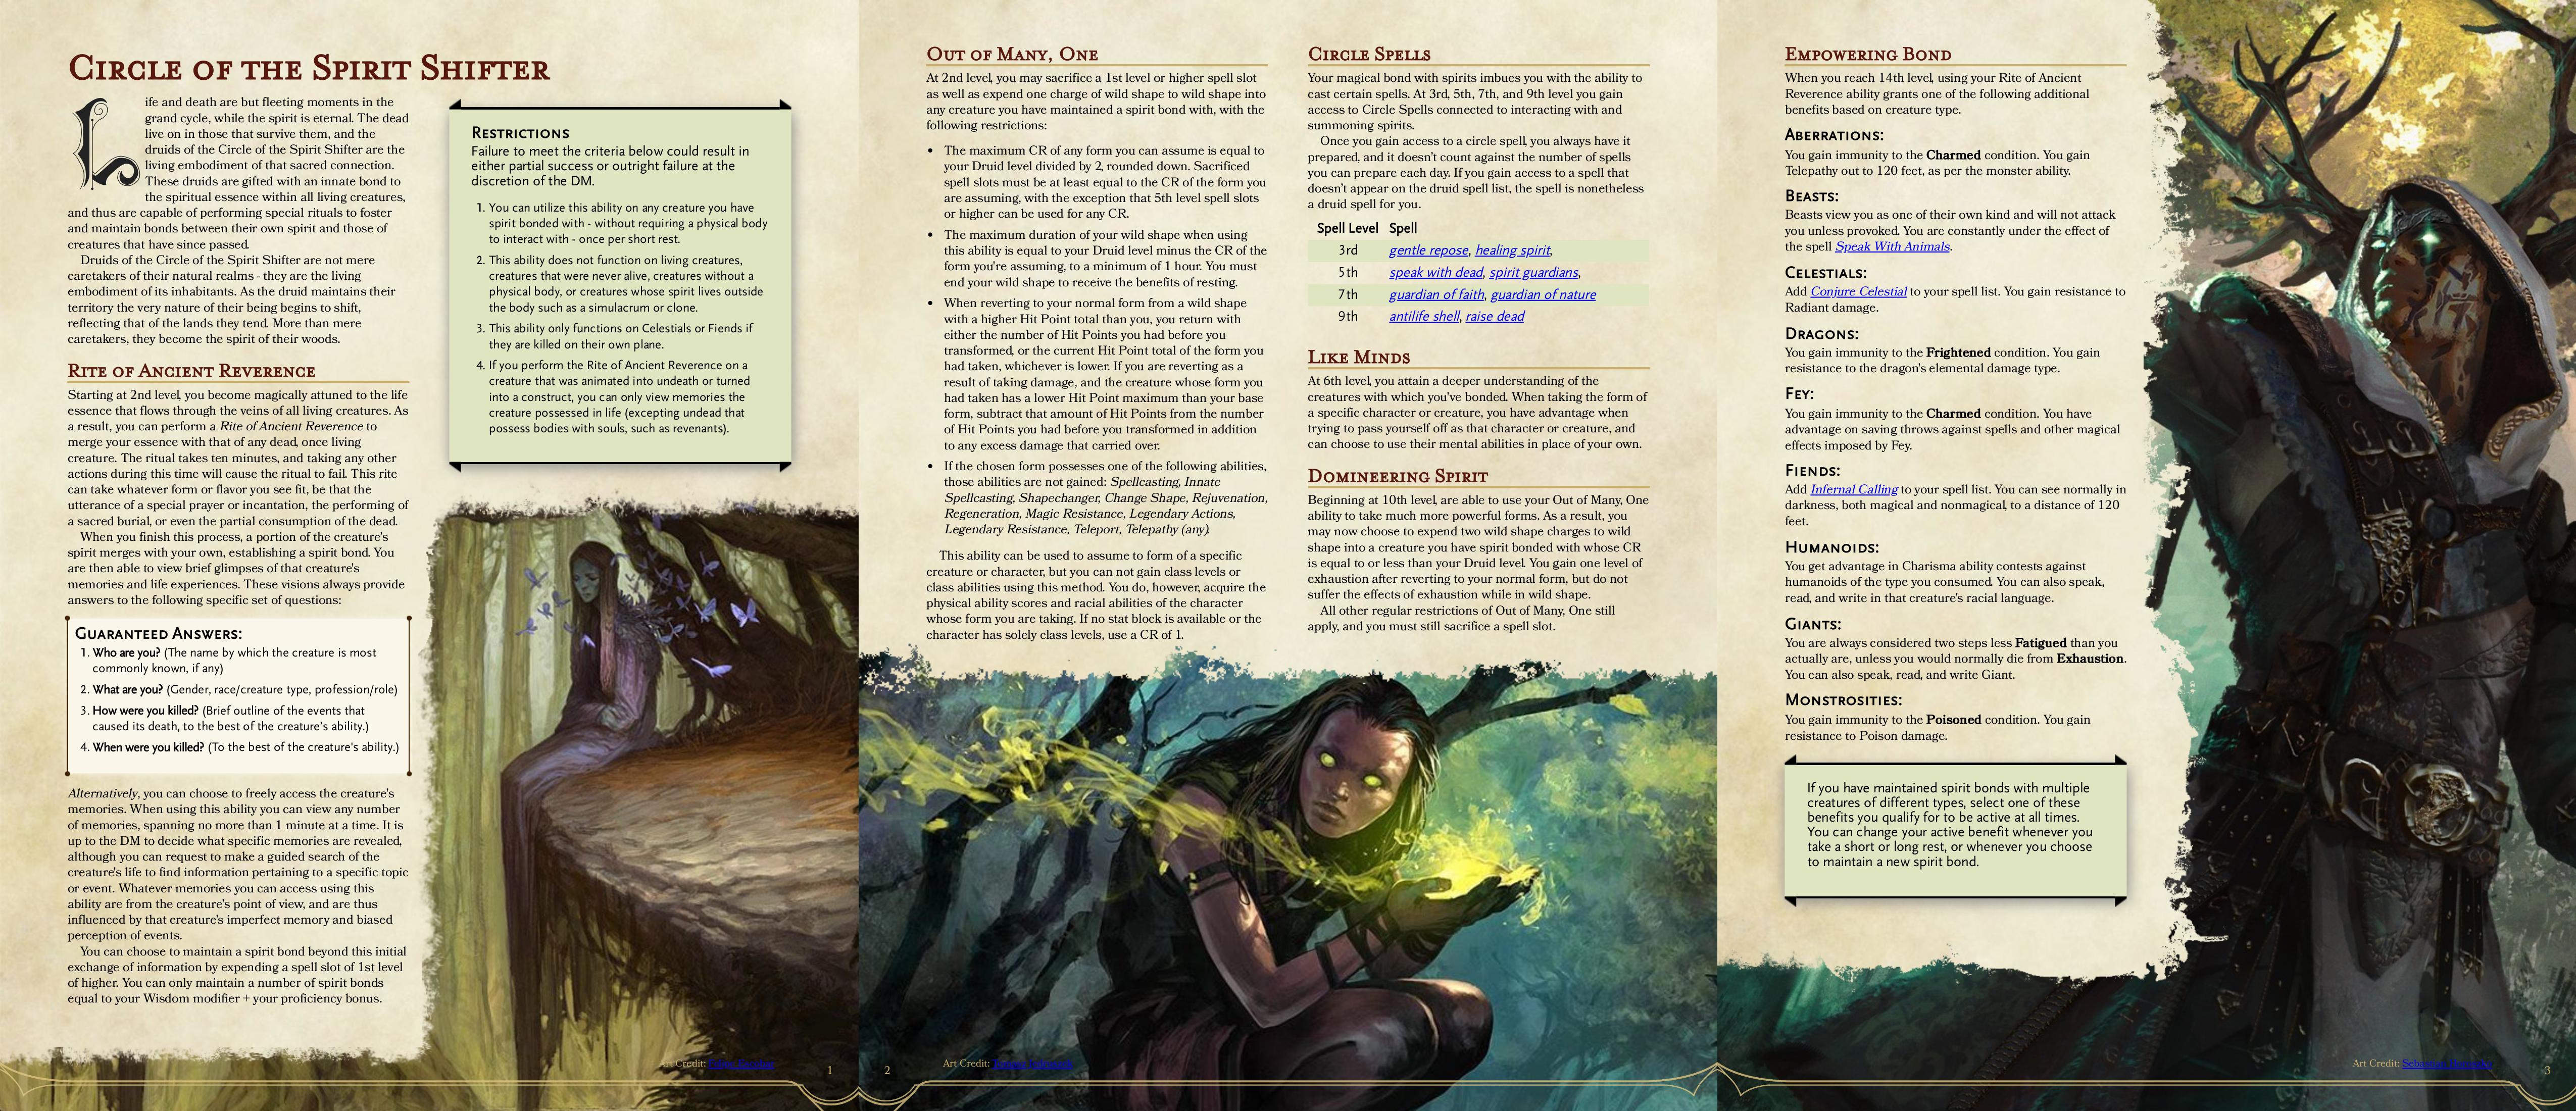 Circle of the Spirit Shifter
Life and death are but fleeting moments in the
grand cycle, while the spirit is eternal. The dead
live on in those that survive them, and the
druids of the Circle of the Spirit Shifter are the
living embodiment of that sacred connection.
These druids are gifted with an innate bond to
the spiritual essence within all living creatures,
and thus are capable of performing special rituals to foster
and maintain bonds between their own spirit and those of
creatures that have since passed.
Druids of the Circle of the Spirit Shifter are not mere
caretakers of their natural realms - they are the living
embodiment of its inhabitants. As the druid maintains their
territory the very nature of their being begins to shift,
reflecting that of the lands they tend. More than mere
caretakers, they become the spirit of their woods.
Rite of Ancient Reverence
Starting at 2nd level, you become magically attuned to the life
essence that flows through the veins of all living creatures. As
a result, you can perform a Rite of Ancient Reverence to
merge your essence with that of any dead, once living
creature. The ritual takes ten minutes, and taking any other
actions during this time will cause the ritual to fail. This rite
can take whatever form or flavor you see fit, be that the
utterance of a special prayer or incantation, the performing of
a sacred burial, or even the partial consumption of the dead.
When you finish this process, a portion of the creature's
spirit merges with your own, establishing a spirit bond. You
are then able to view brief glimpses of that creature's
memories and life experiences. These visions always provide
answers to the following specific set of questions:
Guaranteed Answers:
1. Who are you? (The name by which the creature is most
commonly known, if any)
2. What are you? (Gender, race/creature type, profession/role)
3. How were you killed? (Brief outline of the events that
caused its death, to the best of the creature's ability.)
4. When were you killed? (To the best of the creature's ability.)
Alternatively, you can choose to freely access the creature's
memories. When using this ability you can view any number
of memories, spanning no more than 1 minute at a time. It is
up to the DM to decide what specific memories are revealed,
although you can request to make a guided search of the
creature's life to find information pertaining to a specific topic
or event. Whatever memories you can access using this
ability are from the creature's point of view, and are thus
influenced by that creature's imperfect memory and biased
perception of events.
You can choose to maintain a spirit bond beyond this initial
exchange of information by expending a spell slot of 1st level
of higher. You can only maintain a number of spirit bonds
equal to your Wisdom modifier + your proficiency bonus.
Restrictions
Failure to meet the criteria below could result in
either partial success or outright failure at the
discretion of the DM.
1. You can utilize this ability on any creature you have
spirit bonded with - without requiring a physical body
to interact with - once per short rest.
2. This ability does not function on living creatures,
creatures that were never alive, creatures without a
physical body, or creatures whose spirit lives outside
the body such as a simulacrum or clone.
3. This ability only functions on Celestials or Fiends if
they are killed on their own plane.
4. If you perform the Rite of Ancient Reverence on a
creature that was animated into undeath or turned
into a construct, you can only view memories the
creature possessed in life (excepting undead that
possess bodies with souls, such as revenants).
Art Credit:
1
Out of Many, One
At 2nd level, you may sacrifice a 1st level or higher spell slot
as well as expend one charge of wild shape to wild shape into
any creature you have maintained a spirit bond with, with the
following restrictions:
• The maximum CR of any form you can assume is equal to
your Druid level divided by 2, rounded down. Sacrificed
spell slots must be at least equal to the CR of the form you
are assuming, with the exception that 5th level spell slots
or higher can be used for any CR.
• The maximum duration of your wild shape when using
this ability is equal to your Druid level minus the CR of the
form you're assuming, to a minimum of 1 hour. You must
end your wild shape to receive the benefits of resting.
• When reverting to your normal form from a wild shape
with a higher Hit Point total than you, you return with
either the number of Hit Points you had before you
transformed, or the current Hit Point total of the form you
had taken, whichever is lower. If you are reverting as a
result of taking damage, and the creature whose form you
had taken has a lower Hit Point maximum than your base
form, subtract that amount of Hit Points from the number
of Hit Points you had before you transformed in addition
to any excess damage that carried over.
• If the chosen form possesses one of the following abilities,
those abilities are not gained: Spellcasting, Innate
Spellcasting, Shapechanger, Change Shape, Rejuvenation,
Regeneration, Magic Resistance, Legendary Actions,
Legendary Resistance, Teleport, Telepathy (any).
This ability can be used to assume to form of a specific
creature or character, but you can not gain class levels or
class abilities using this method. You do, however, acquire the
physical ability scores and racial abilities of the character
whose form you are taking. If no stat block is available or the
character has solely class levels, use a CR of 1.
Circle Spells
Your magical bond with spirits imbues you with the ability to
cast certain spells. At 3rd, 5th, 7th, and 9th level you gain
access to Circle Spells connected to interacting with and
summoning spirits.
Once you gain access to a circle spell, you always have it
prepared, and it doesn't count against the number of spells
you can prepare each day. If you gain access to a spell that
doesn't appear on the druid spell list, the spell is nonetheless
a druid spell for you.
Spell Level Spell
3rd gentle repose, healing spirit,
5th speak with dead, spirit guardians,
7th guardian of faith, guardian of nature
9th antilife shell, raise dead
Like Minds
At 6th level, you attain a deeper understanding of the
creatures with which you've bonded. When taking the form of
a specific character or creature, you have advantage when
trying to pass yourself off as that character or creature, and
can choose to use their mental abilities in place of your own.
Domineering Spirit
Beginning at 10th level, are able to use your Out of Many, One
ability to take much more powerful forms. As a result, you
may now choose to expend two wild shape charges to wild
shape into a creature you have spirit bonded with whose CR
is equal to or less than your Druid level. You gain one level of
exhaustion after reverting to your normal form, but do not
suffer the effects of exhaustion while in wild shape.
All other regular restrictions of Out of Many, One still
apply, and you must still sacrifice a spell slot.
2
Art Credit:
Empowering Bond
When you reach 14th level, using your Rite of Ancient
Reverence ability grants one of the following additional
benefits based on creature type.
Aberrations:
You gain immunity to the Charmed condition. You gain
Telepathy out to 120 feet, as per the monster ability.
Beasts:
Beasts view you as one of their own kind and will not attack
you unless provoked. You are constantly under the effect of
the spell Speak With Animals.
Celestials:
Add Conjure Celestial to your spell list. You gain resistance to
Radiant damage.
Dragons:
You gain immunity to the Frightened condition. You gain
resistance to the dragon's elemental damage type.
Fey:
You gain immunity to the Charmed condition. You have
advantage on saving throws against spells and other magical
effects imposed by Fey.
Fiends:
Add Infernal Calling to your spell list. You can see normally in
darkness, both magical and nonmagical, to a distance of 120
feet.
Humanoids:
You get advantage in Charisma ability contests against
humanoids of the type you consumed. You can also speak,
read, and write in that creature's racial language.
Giants:
You are always considered two steps less Fatigued than you
actually are, unless you would normally die from Exhaustion.
You can also speak, read, and write Giant.
Monstrosities:
You gain immunity to the Poisoned condition. You gain
resistance to Poison damage.
If you have maintained spirit bonds with multiple
creatures of different types, select one of these
benefits you qualify for to be active at all times.
You can change your active benefit whenever you
take a short or long rest, or whenever you choose
to maintain a new spirit bond.
Art Credit:
3